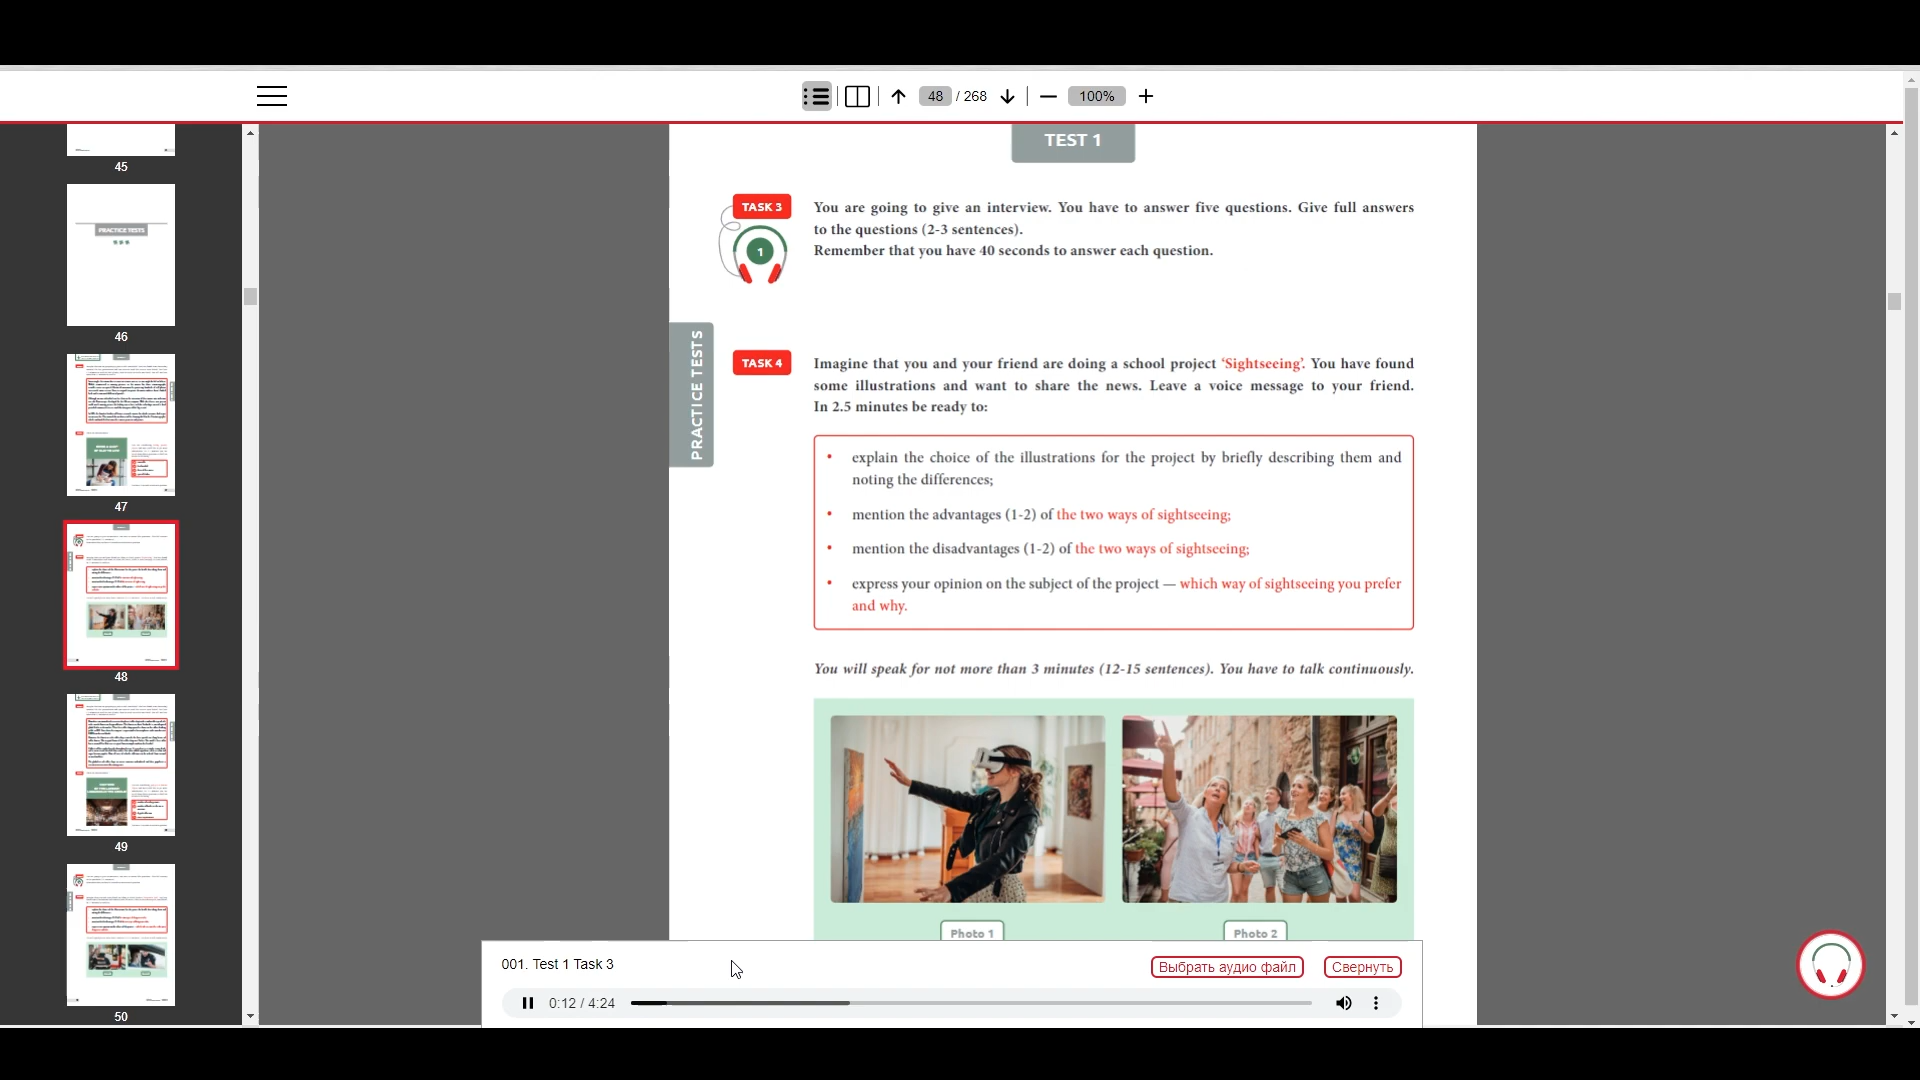 48 / 268
100%
45
PRACTICE TESTS
46
47
48
49
50
TEST 1
TASK 3
1
You are going to give an interview. You have to answer five questions. Give full answers
to the questions (2-3 sentences).
Remember that you have 40 seconds to answer each question.
PRACTICE TESTS
TASK 4
Imagine that you and your friend are doing a school project ‘Sightseeing’. You have found
some illustrations and want to share the news. Leave a voice message to your friend.
In 2.5 minutes be ready to:
• explain the choice of the illustrations for the project by briefly describing them and
noting the differences;
• mention the advantages (1-2) of the two ways of sightseeing;
• mention the disadvantages (1-2) of the two ways of sightseeing;
• express your opinion on the subject of the project — which way of sightseeing you prefer
and why.
You will speak for not more than 3 minutes (12-15 sentences). You have to talk continuously.
Photo 1
Photo 2
001. Test 1 Task 3
Выбрать аудио файл
Свернуть
0:12 / 4:24